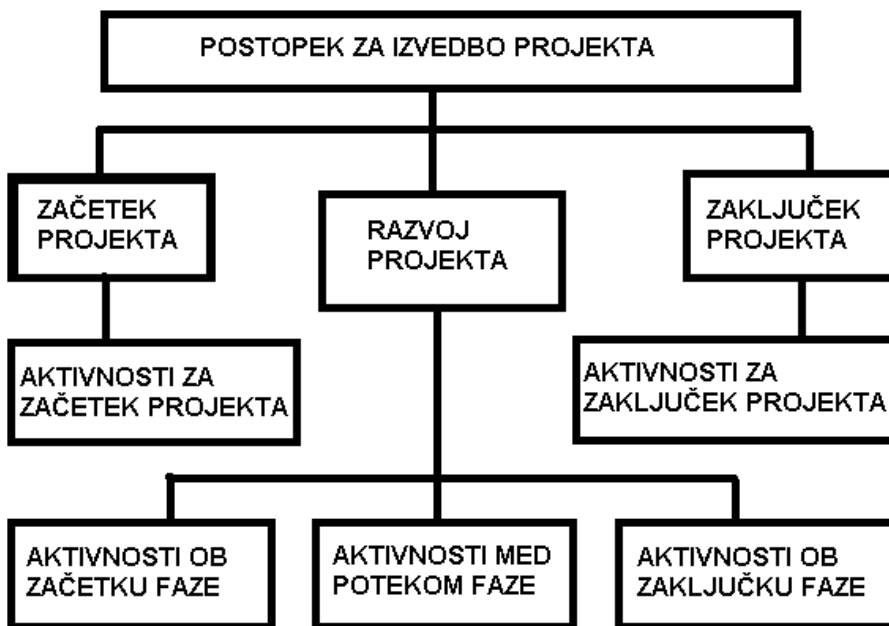 POSTOPEK ZA IZVEDBO PROJEKTA
ZAČETEK
PROJEKTA
RAZVOJ
PROJEKTA
ZAKLJUČEK
PROJEKTA
AKTIVNOSTI ZA
ZAČETEK PROJEKTA
AKTIVNOSTI ZA
ZAKLJUČEK PROJEKTA
AKTIVNOSTI OB
ZAČETKU FAZE
AKTIVNOSTI MED
POTEKOM FAZE
AKTIVNOSTI OB
ZAKLJUČKU FAZE